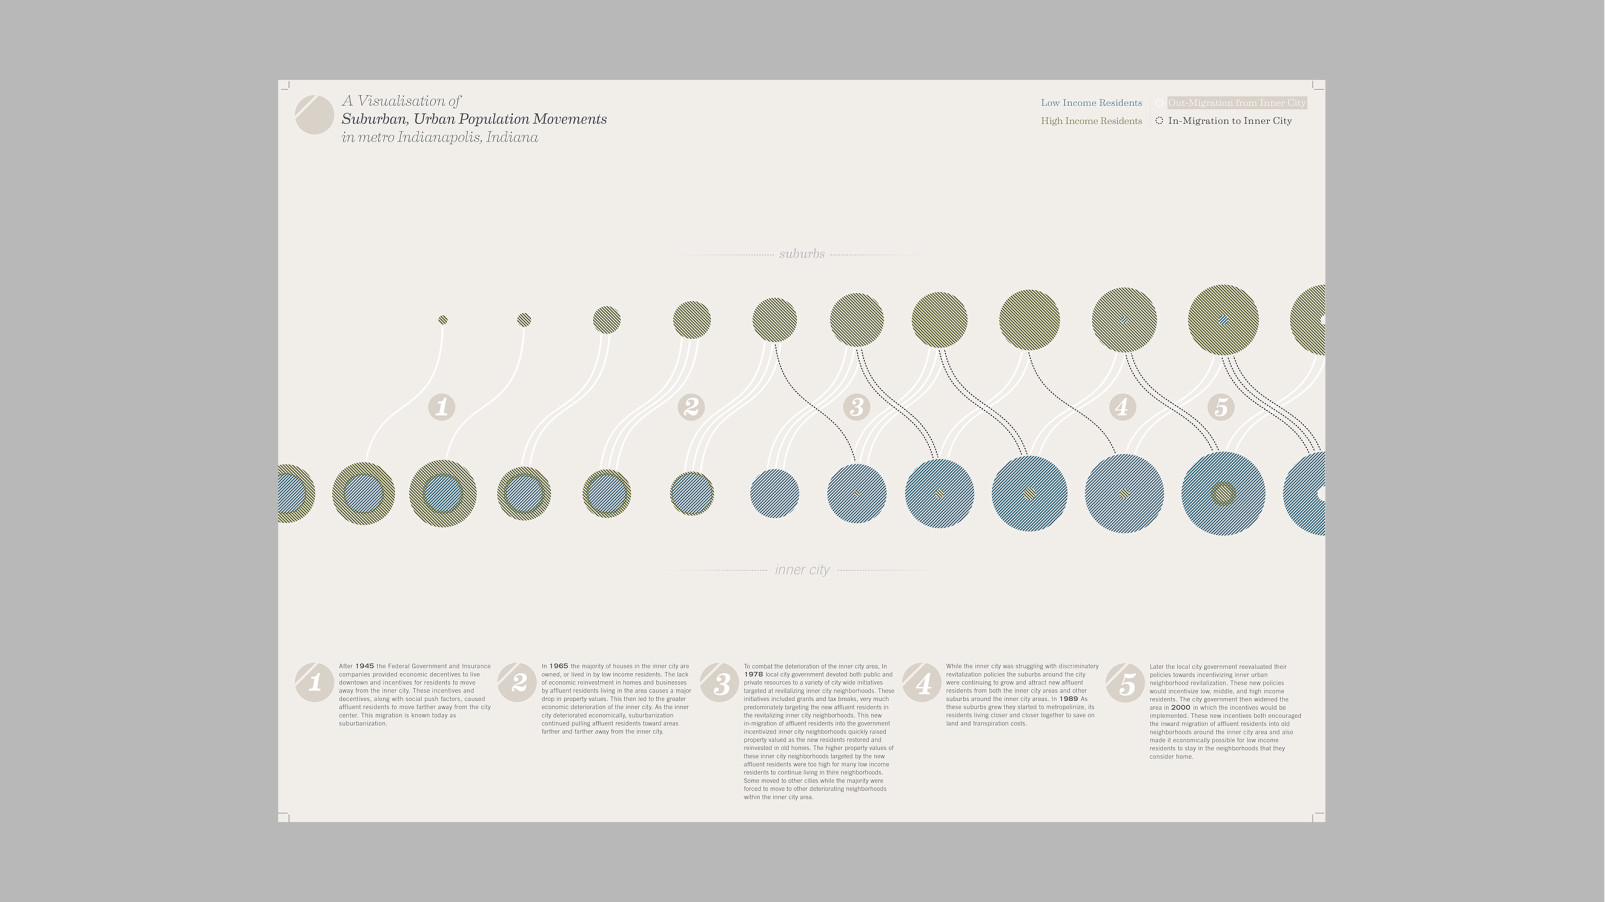 A Visualisation of
Suburban, Urban Population Movements
in metro Indianapolis, Indiana
Low Income Residents
Out-Migration from Inner City
High Income Residents
In-Migration to Inner City
suburbs
1
2
3
4
5
inner city
1
After 1945 the Federal Government and Insurance
companies provided economic decentives to live
downtown and incentives for residents to move
away from the inner city. These incentives and
decentives, along with social push factors, caused
affluent residents to move farther away from the city
center. This migration is known today as
suburbanization.
2
In 1965 the majority of houses in the inner city are
owned, or lived in by low income residents. The lack
of economic reinvestment in homes and businesses
by affluent residents living in the area causes a major
drop in property values. This then led to the greater
economic deterioration of the inner city. As the inner
city deteriorated economically, suburbanization
continued pulling affluent residents toward areas
farther and farther away from the inner city.
3
To combat the deterioration of the inner city area, In
1978 local city government devoted both public and
private resources to a variety of city wide initiatives
targeted at revitalizing inner city neighborhoods. These
initiatives included grants and tax breaks, very much
predominately targeting the new affluent residents in
the revitalizing inner city neighborhoods. This new
in-migration of affluent residents into the government
incentivized inner city neighborhoods quickly raised
property valued as the new residents restored and
reinvested in old homes. The higher property values of
these inner city neighborhoods targeted by the new
affluent residents were too high for many low income
residents to continue living in thire neighborhoods.
Some moved to other cities while the majority were
forced to move to other deteriorating neighborhoods
within the inner city area.
4
While the inner city was struggling with discriminatory
revitalization policies the suburbs around the city
were continuing to grow and attract new affluent
residents from both the inner city areas and other
suburbs around the inner city areas. In 1989 As
these suburbs grew they started to metropolinize, its
residents living closer and closer together to save on
land and transpiration costs.
5
Later the local city government reevaluated their
policies towards incentivizing inner urban
neighborhood revitalization. These new policies
would incentivize low, middle, and high income
residents. The city government then widened the
area in 2000 in which the incentives would be
implemented. These new incentives both encouraged
the inward migration of affluent residents into old
neighborhoods around the inner city area and also
made it economically possible for low income
residents to stay in the neighborhoods that they
consider home.